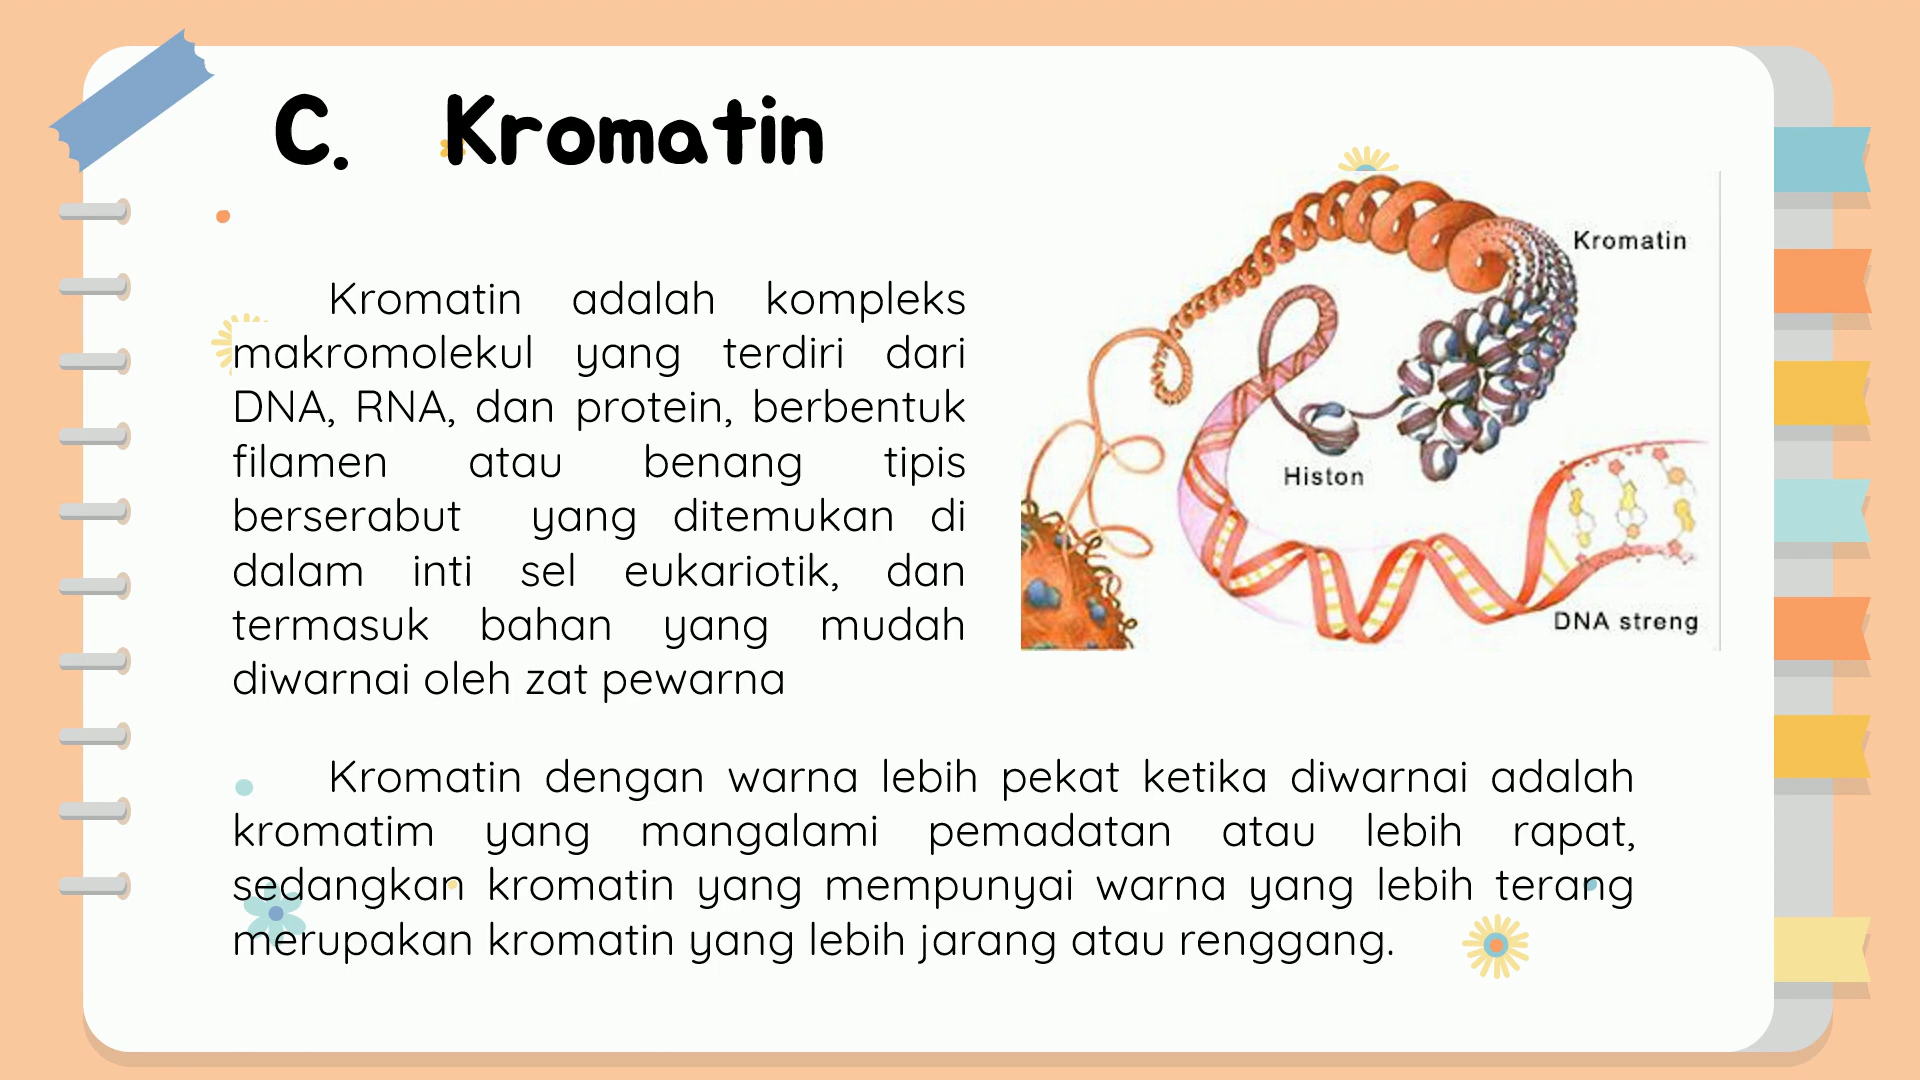 C. Kromatin
Kromatin adalah kompleks
makromolekul yang terdiri dari
DNA, RNA, dan protein, berbentuk
filamen atau benang tipis
berserabut yang ditemukan di
dalam inti sel eukariotik, dan
termasuk bahan yang mudah
diwarnai oleh zat pewarna
Kromatin
Histon
DNA streng
Kromatin dengan warna lebih pekat ketika diwarnai adalah
kromatim yang mangalami pemadatan atau lebih rapat,
sedangkan kromatin yang mempunyai warna yang lebih terang
merupakan kromatin yang lebih jarang atau renggang.